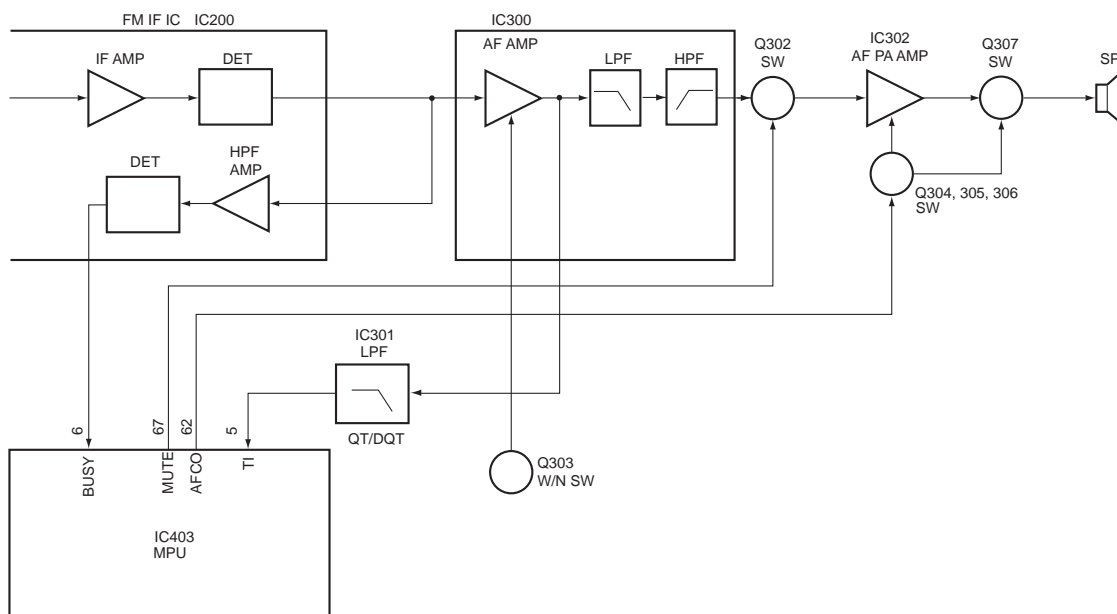 FM IF IC IC200
IC300
IF AMP
DET
AF AMP
LPF
HPF
Q302
SW
IC302
AF PA AMP
Q307
SW
SP
DET
HPF
AMP
Q304, 305, 306
SW
IC301
LPF
QT/DQT
6
67
62
5
BUSY
MUTE
AFCO
TI
Q303
W/N SW
IC403
MPU